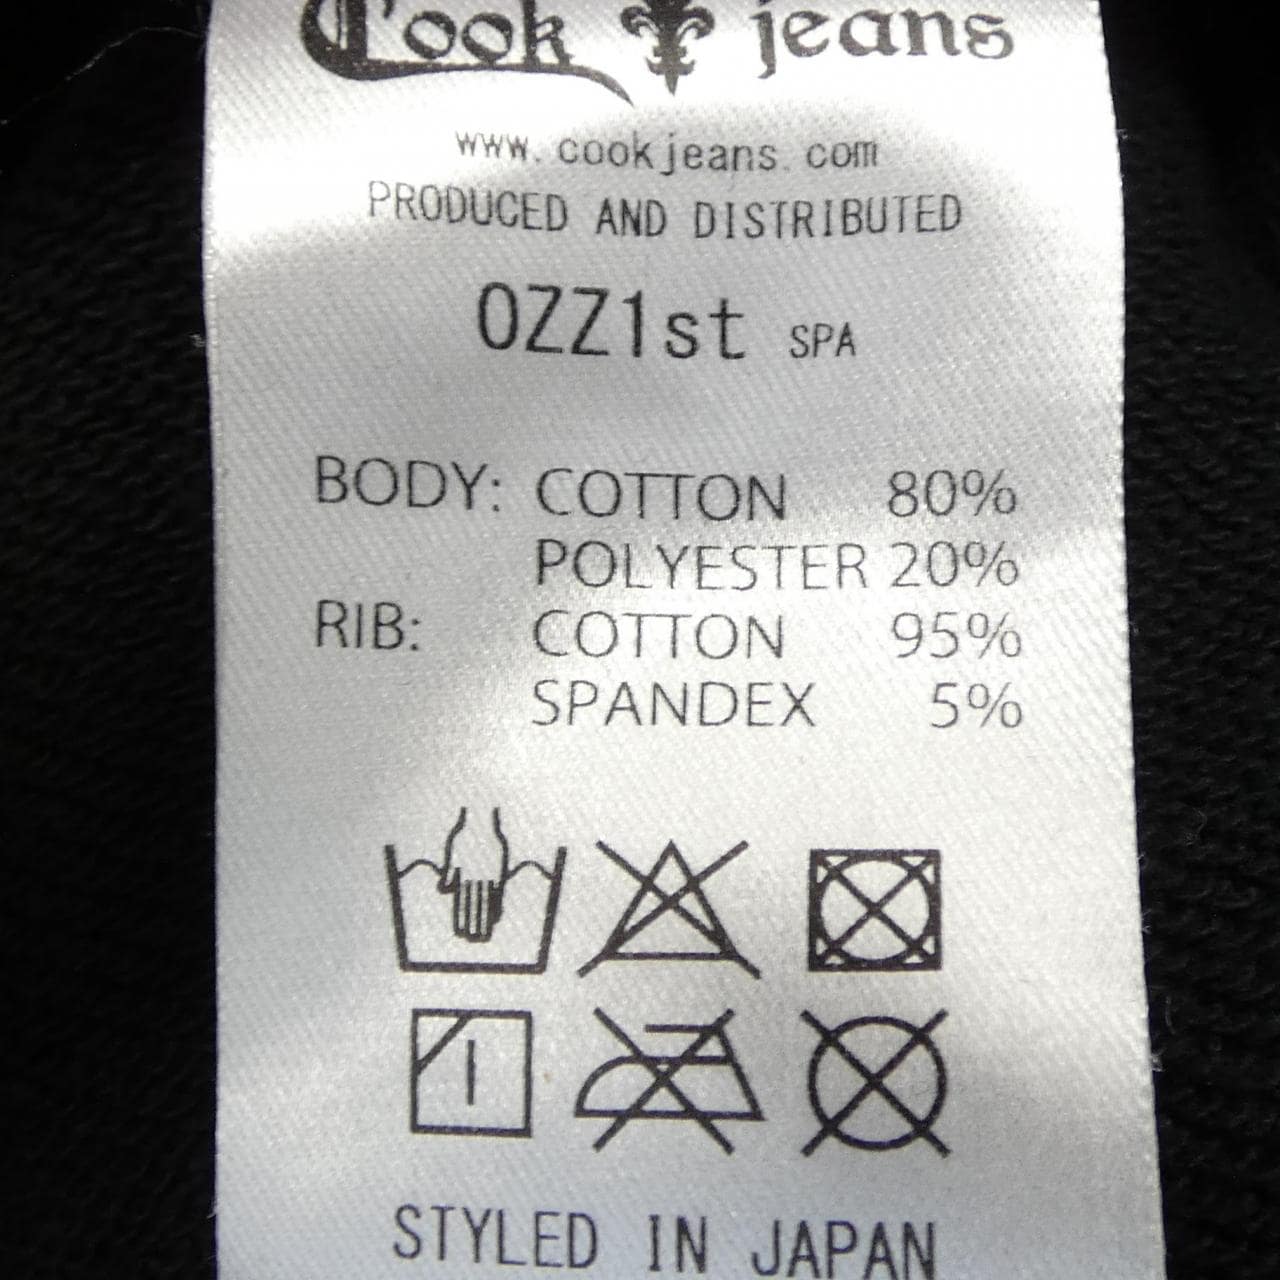 Cook jeans
www.cookjeans.com
PRODUCED AND DISTRIBUTED
OZZ1st SPA
BODY: COTTON 80%
POLYESTER 20%
RIB: COTTON 95%
SPANDEX 5%
STYLED IN JAPAN